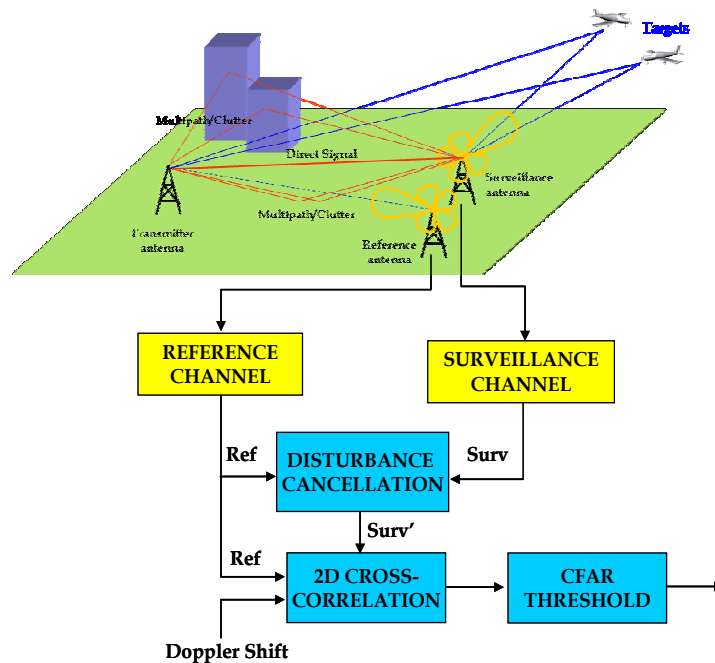 Targets
Multipath/Clutter
Direct Signal
Surveillance
antenna
Multipath/Clutter
Transmitter
antenna
Reference
antenna
REFERENCE
CHANNEL
SURVEILLANCE
CHANNEL
Ref
DISTURBANCE
CANCELLATION
Surv
Surv’
Ref
2D CROSS-
CORRELATION
CFAR
THRESHOLD
Doppler Shift